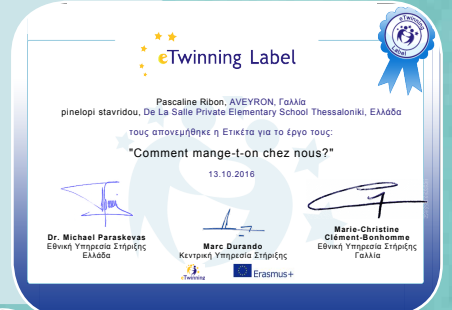 eTwinning Label
eTwinning
Label
Pascaline Ribon, AVEYRON, Γαλλία
pinelopi stavridou, De La Salle Private Elementary School Thessaloniki, Ελλάδα
τους απονεμήθηκε η Ετικέτα για το έργο τους:
"Comment mange-t-on chez nous?"
13.10.2016
Dr. Michael Paraskevas
Εθνική Υπηρεσία Στήριξης
Ελλάδα
Marc Durando
Κεντρική Υπηρεσία Στήριξης
Marie-Christine
Clément-Bonhomme
Εθνική Υπηρεσία Στήριξης
Γαλλία
eTwinning
Erasmus+